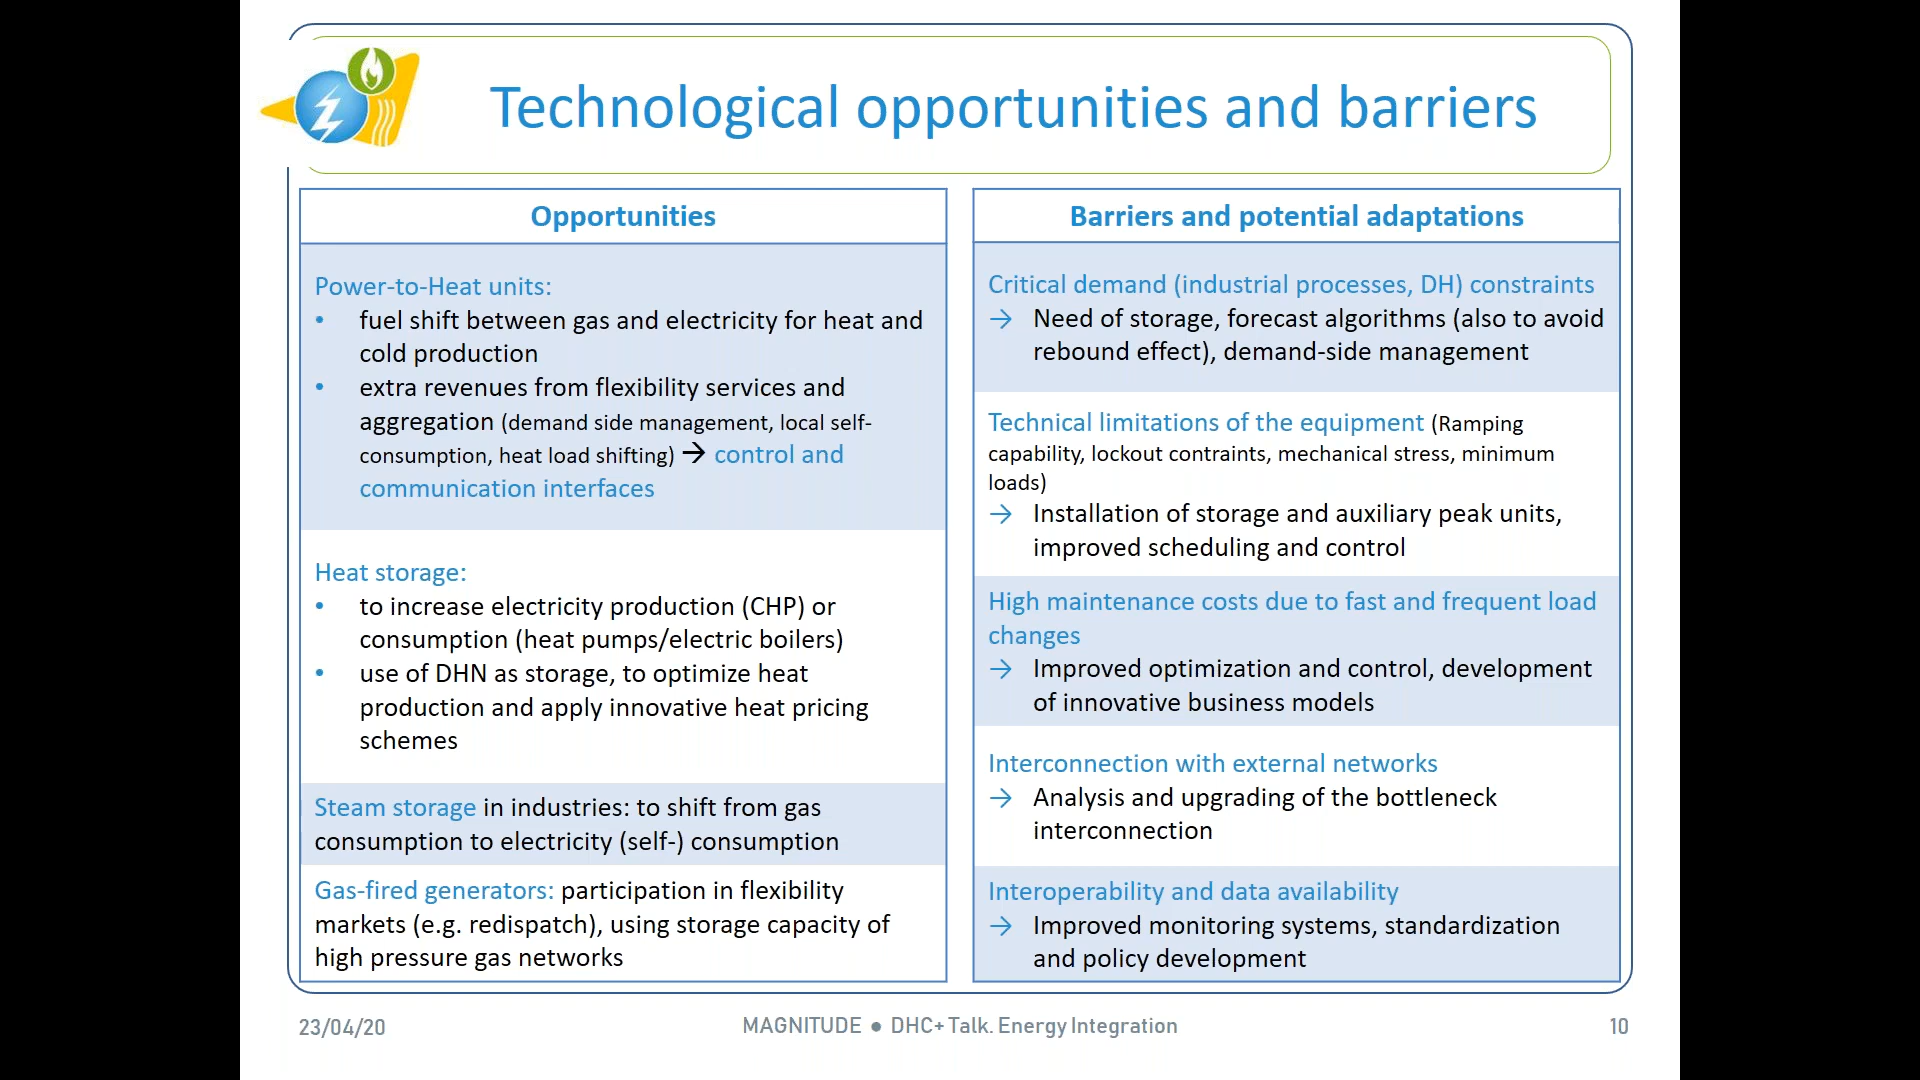 Technological opportunities and barriers
Opportunities
Power-to-Heat units:
• fuel shift between gas and electricity for heat and
cold production
• extra revenues from flexibility services and
aggregation (demand side management, local self-
consumption, heat load shifting) → control and
communication interfaces
Heat storage:
• to increase electricity production (CHP) or
consumption (heat pumps/electric boilers)
• use of DHN as storage, to optimize heat
production and apply innovative heat pricing
schemes
Steam storage in industries: to shift from gas
consumption to electricity (self-) consumption
Gas-fired generators: participation in flexibility
markets (e.g. redispatch), using storage capacity of
high pressure gas networks
Barriers and potential adaptations
Critical demand (industrial processes, DH) constraints
→ Need of storage, forecast algorithms (also to avoid
rebound effect), demand-side management
Technical limitations of the equipment (Ramping
capability, lockout contraints, mechanical stress, minimum
loads)
→ Installation of storage and auxiliary peak units,
improved scheduling and control
High maintenance costs due to fast and frequent load
changes
→ Improved optimization and control, development
of innovative business models
Interconnection with external networks
→ Analysis and upgrading of the bottleneck
interconnection
Interoperability and data availability
→ Improved monitoring systems, standardization
and policy development
23/04/20
MAGNITUDE ● DHC+ Talk. Energy Integration
10